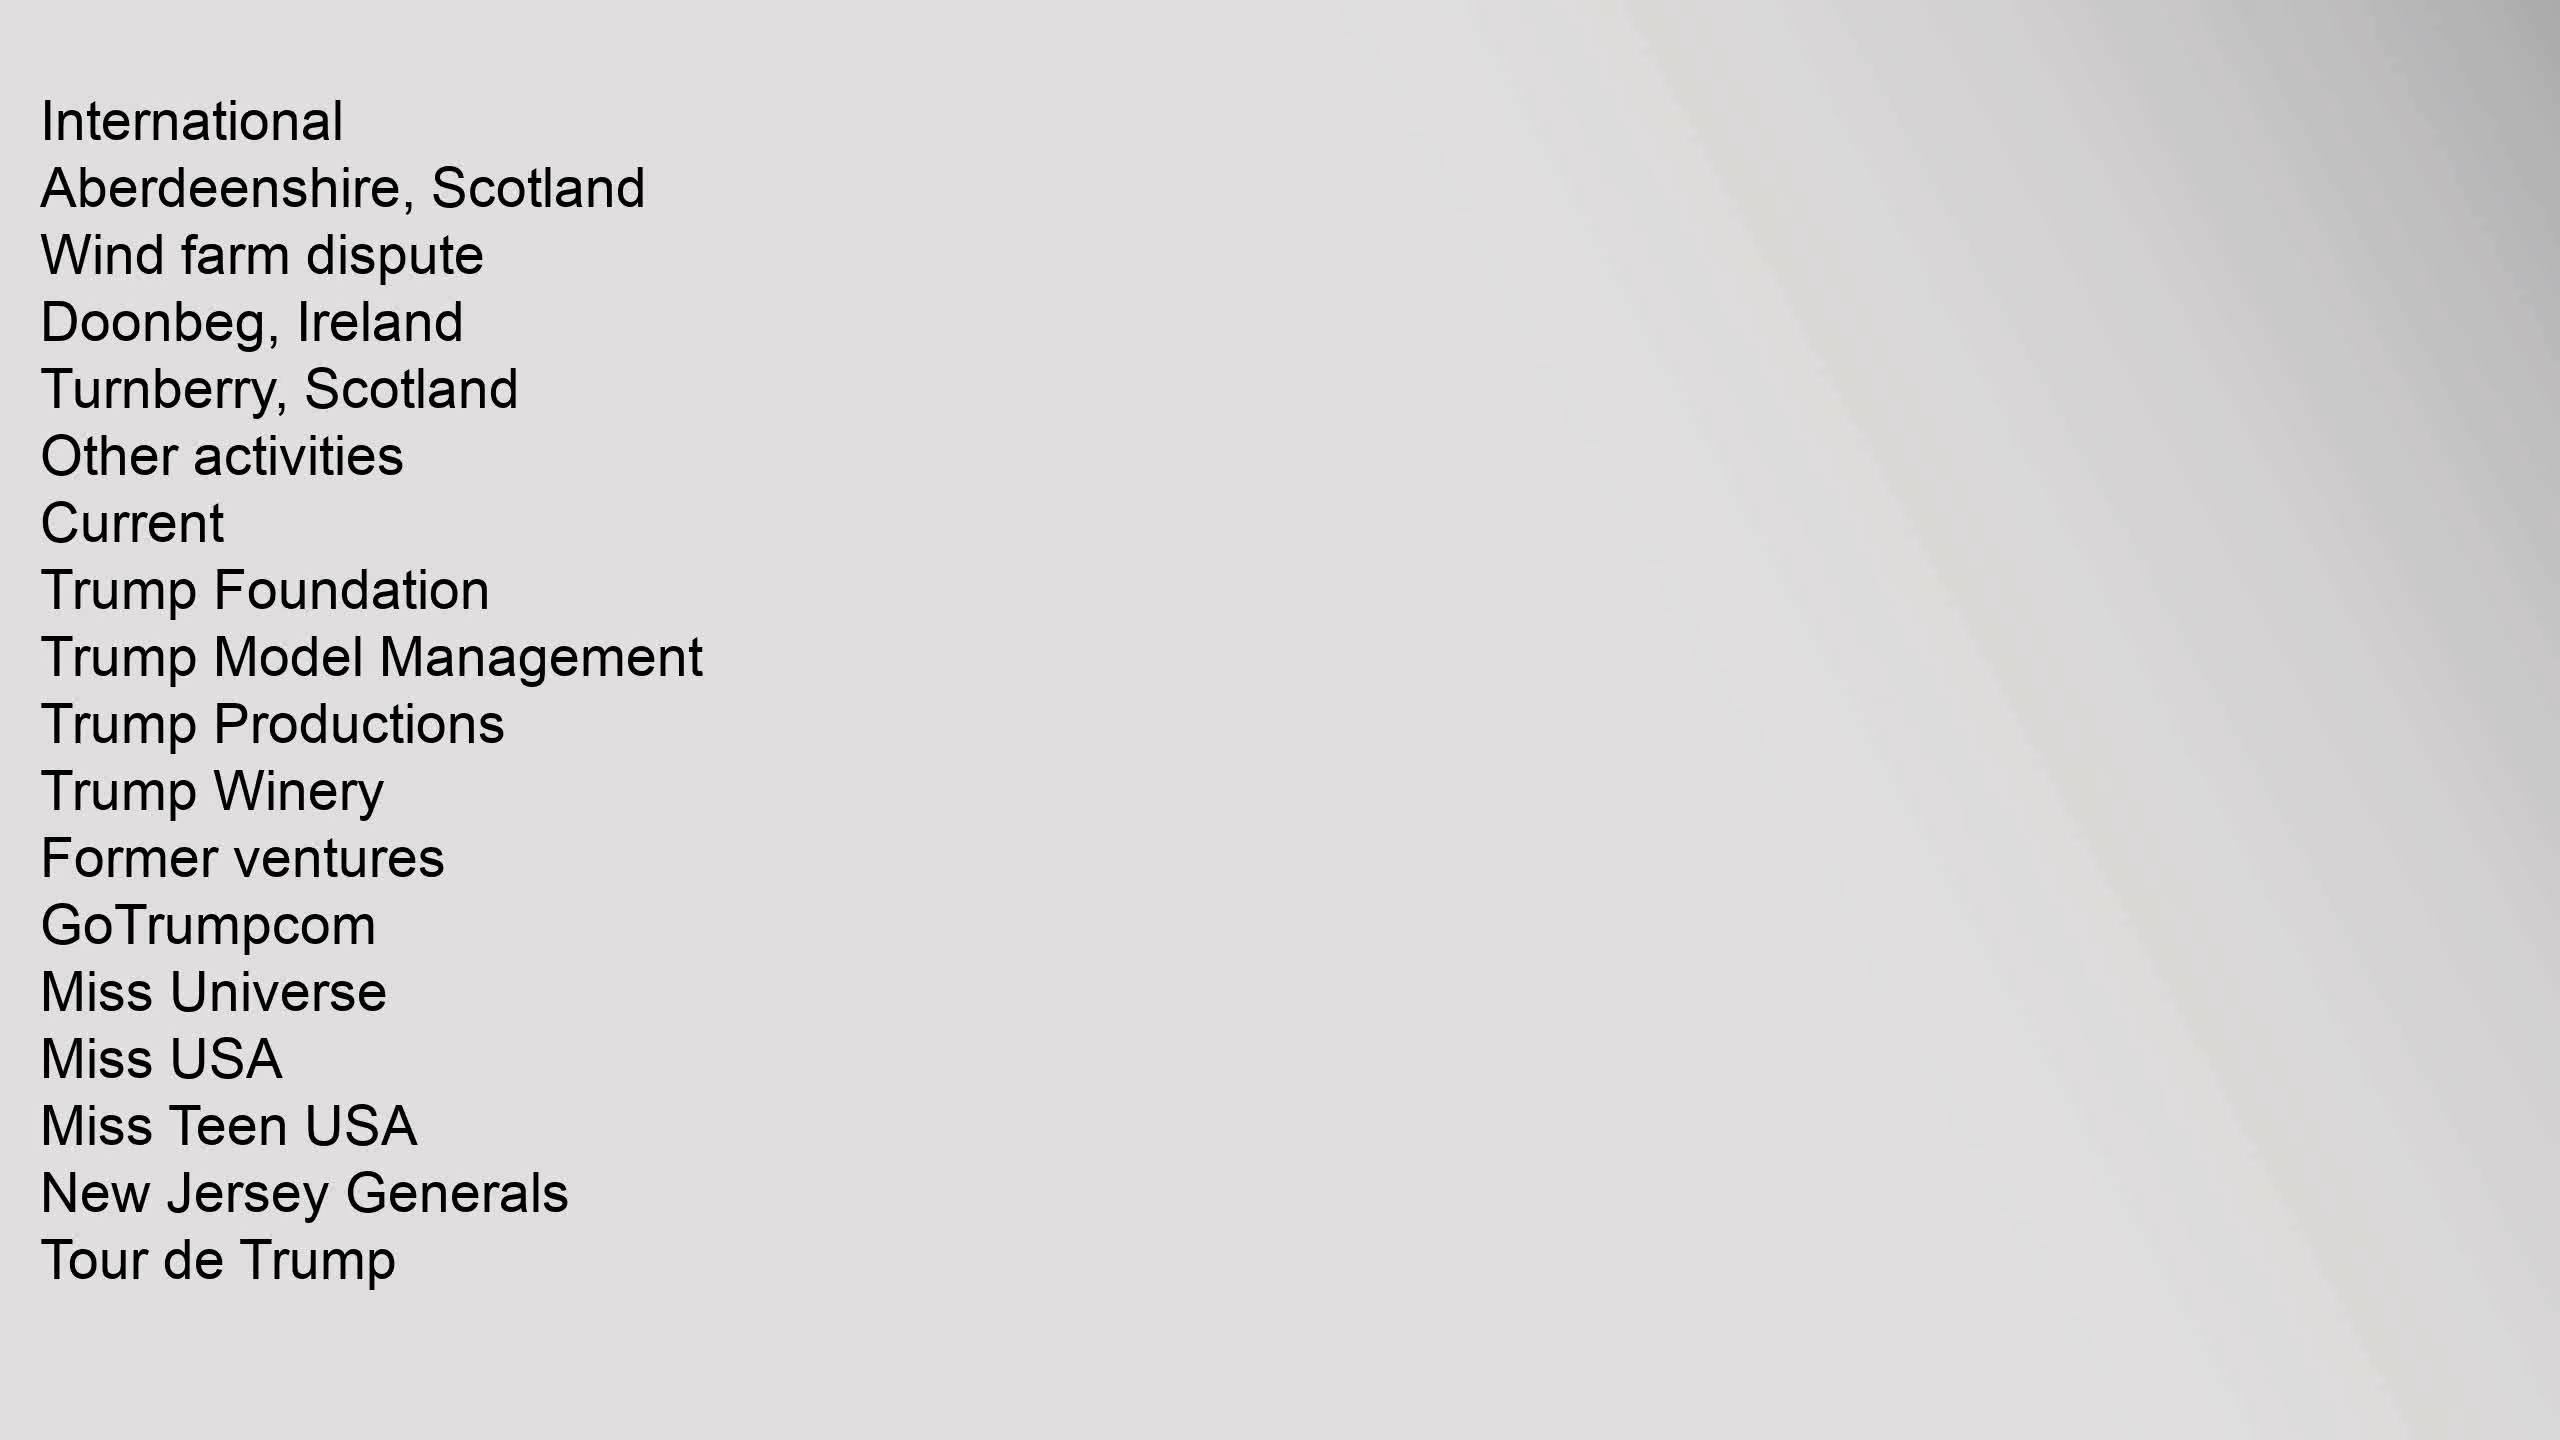 International
Aberdeenshire, Scotland
Wind farm dispute
Doonbeg, Ireland
Turnberry, Scotland
Other activities
Current
Trump Foundation
Trump Model Management
Trump Productions
Trump Winery
Former ventures
GoTrumpcom
Miss Universe
Miss USA
Miss Teen USA
New Jersey Generals
Tour de Trump